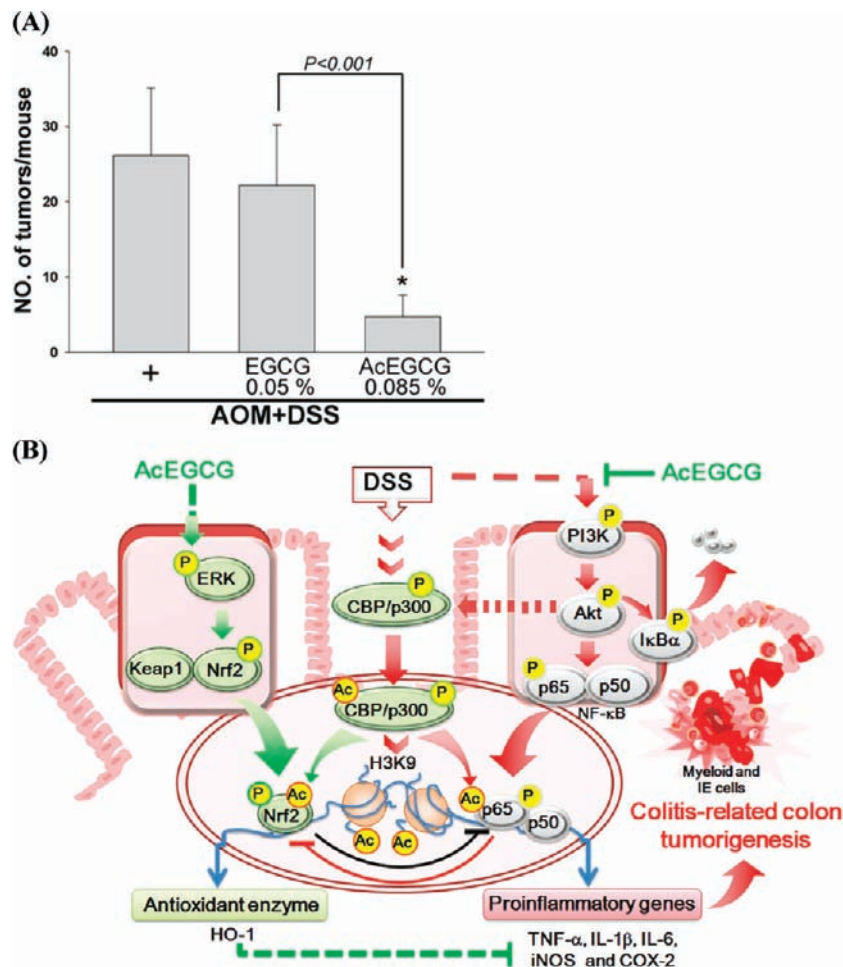 (A)
NO. of tumors/mouse
40
30
20
10
0
P<0.001
*
+
EGCG
0.05 %
AcEGCG
0.085 %
AOM+DSS
(B)
AcEGCG
DSS
AcEGCG
P
PI3K
P
ERK
P
CBP/p300
P
Akt
P
IκBα
Keap1
Nrf2
P
P
p65
p50
NF-κB
Ac
CBP/p300
P
H3K9
P
Ac
Nrf2
Ac
Ac
Ac
p65
P
p50
Myeloid and
IE cells
Colitis-related colon
tumorigenesis
Antioxidant enzyme
HO-1
Proinflammatory genes
TNF-α, IL-1β, IL-6,
iNOS and COX-2